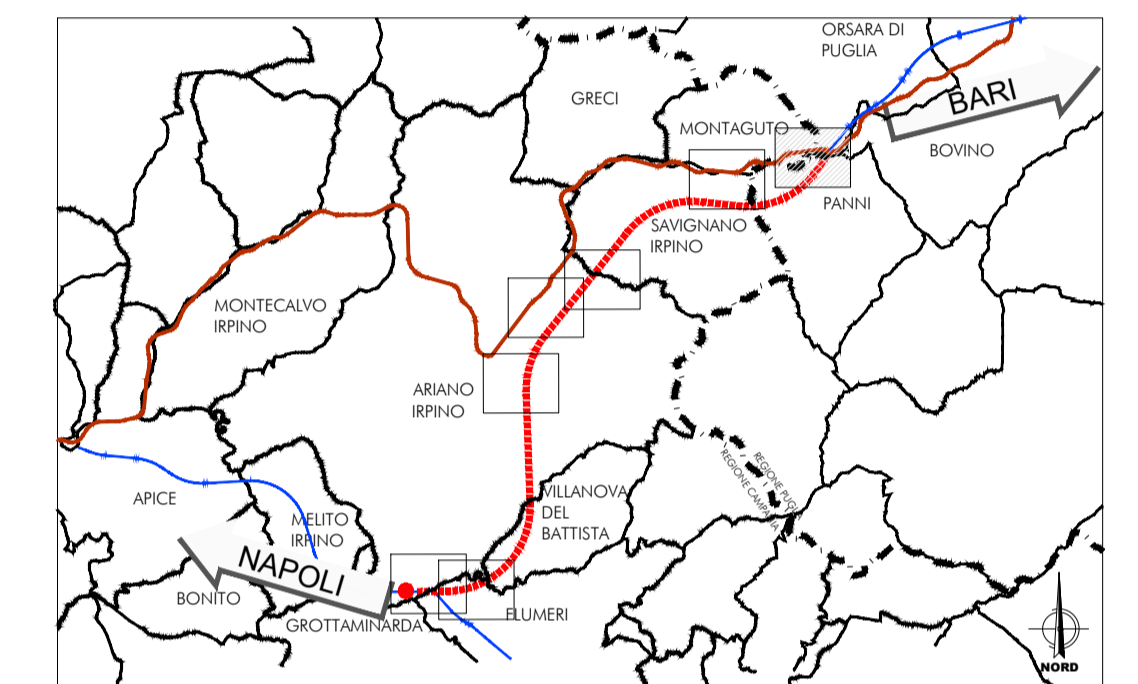 ORSARA DI
PUGLIA
BARI
GRECI
MONTAGUTO
BOVINO
PANNI
SAVIGNANO
IRPINO
MONTECALVO
IRPINO
ARIANO
IRPINO
REGIONE PUGLIA
REGIONE CAMPANIA
APICE
VILLANOVA
DEL
BATTISTA
MELITO
IRPINO
NAPOLI
BONITO
GROTTAMINARDA
FLUMERI
NORD